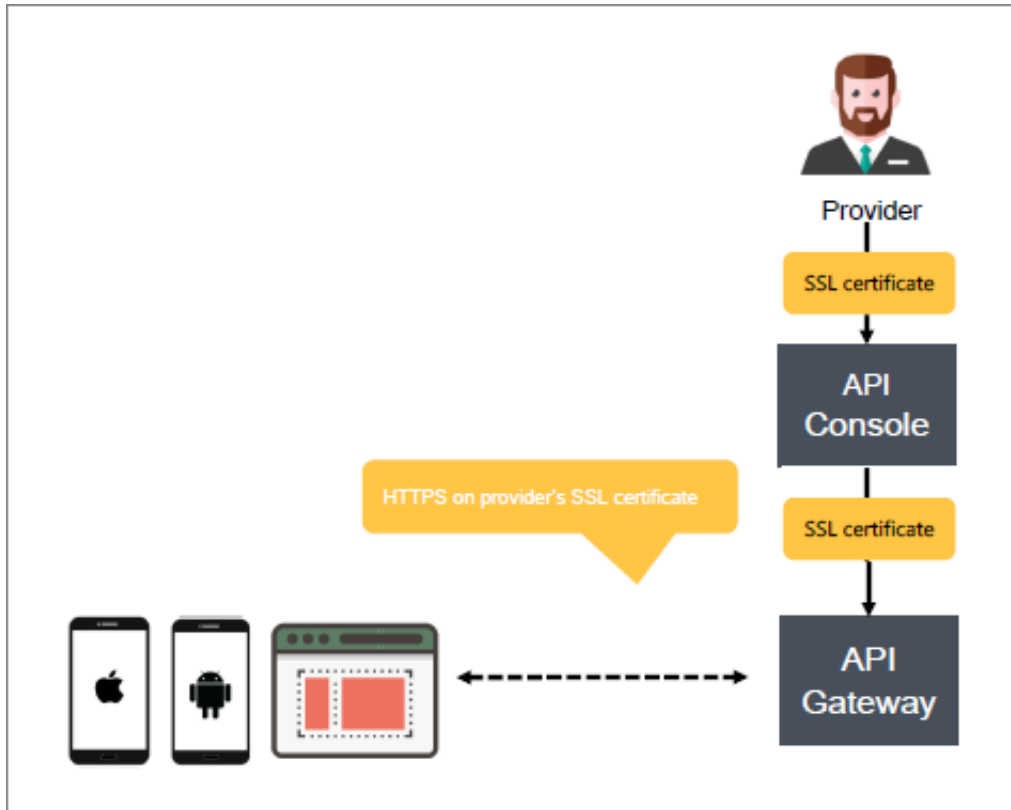 Provider
SSL certificate
API
Console
HTTPS on provider's SSL certificate
SSL certificate
API
Gateway